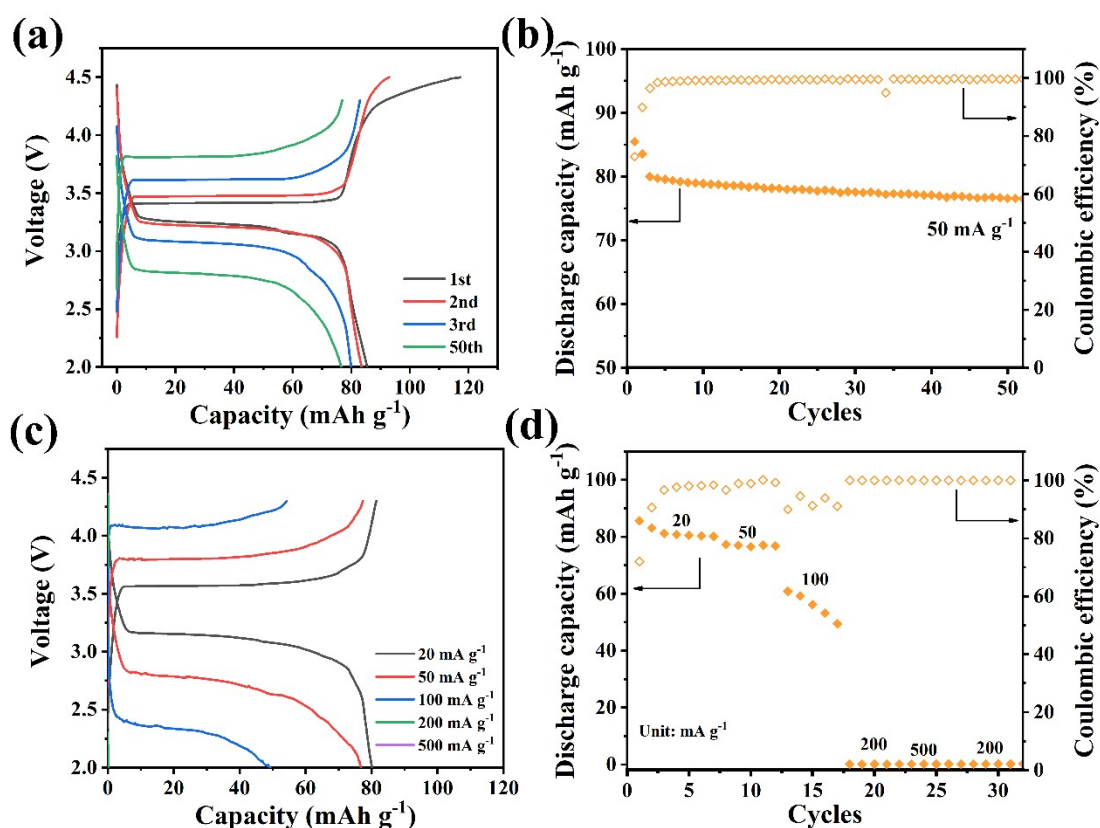 (a)
4.5
4.0
3.5
3.0
2.5
2.0
Voltage (V)
1st
2nd
3rd
50th
0 20 40 60 80 100 120
Capacity (mAh g⁻¹)
(b)
100
95
90
85
80
75
70
65
60
55
50
Discharge capacity (mAh g⁻¹)
50 mA g⁻¹
100
80
60
40
20
0
Coulombic efficiency (%)
0 10 20 30 40 50
Cycles
(c)
4.5
4.0
3.5
3.0
2.5
2.0
Voltage (V)
20 mA g⁻¹
50 mA g⁻¹
100 mA g⁻¹
200 mA g⁻¹
500 mA g⁻¹
0 20 40 60 80 100 120
Capacity (mAh g⁻¹)
(d)
100
80
60
40
20
0
Discharge capacity (mAh g⁻¹)
20
50
100
Unit: mA g⁻¹
200 500 200
100
80
60
40
20
0
Coulombic efficiency (%)
0 5 10 15 20 25 30
Cycles